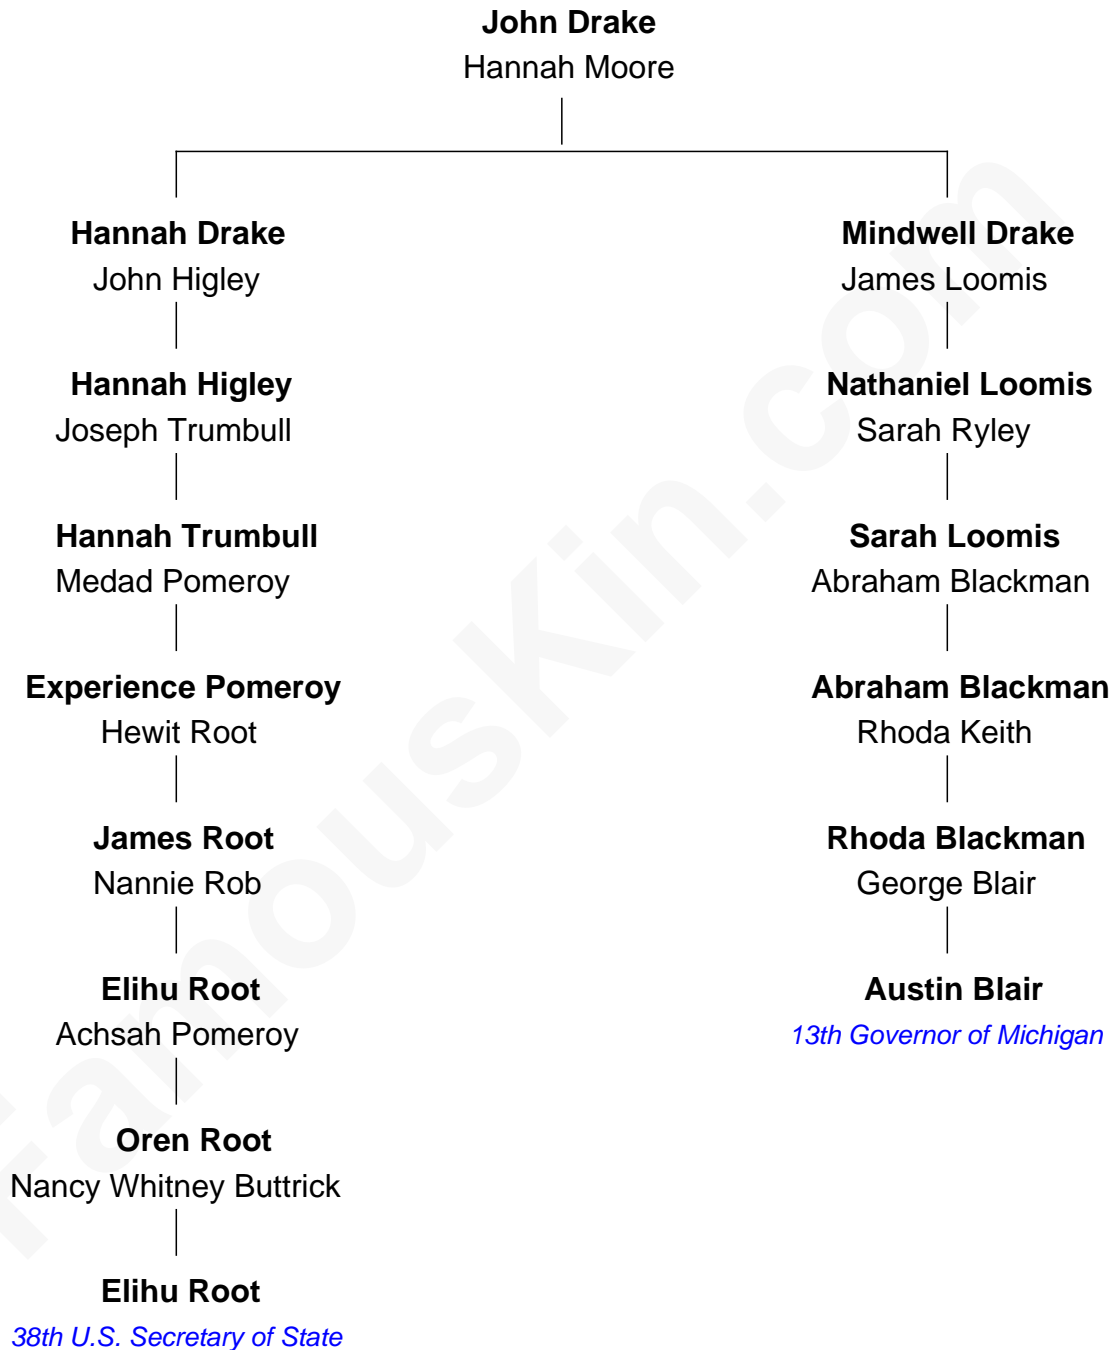 John Drake
Hannah Moore
Hannah Drake
John Higley
Mindwell Drake
James Loomis
Hannah Higley
Joseph Trumbull
Nathaniel Loomis
Sarah Ryley
Hannah Trumbull
Medad Pomeroy
Sarah Loomis
Abraham Blackman
Experience Pomeroy
Hewit Root
Abraham Blackman
Rhoda Keith
James Root
Nannie Rob
Rhoda Blackman
George Blair
Elihu Root
Achsah Pomeroy
Austin Blair
13th Governor of Michigan
Oren Root
Nancy Whitney Buttrick
Elihu Root
38th U.S. Secretary of State
FamousKin.com